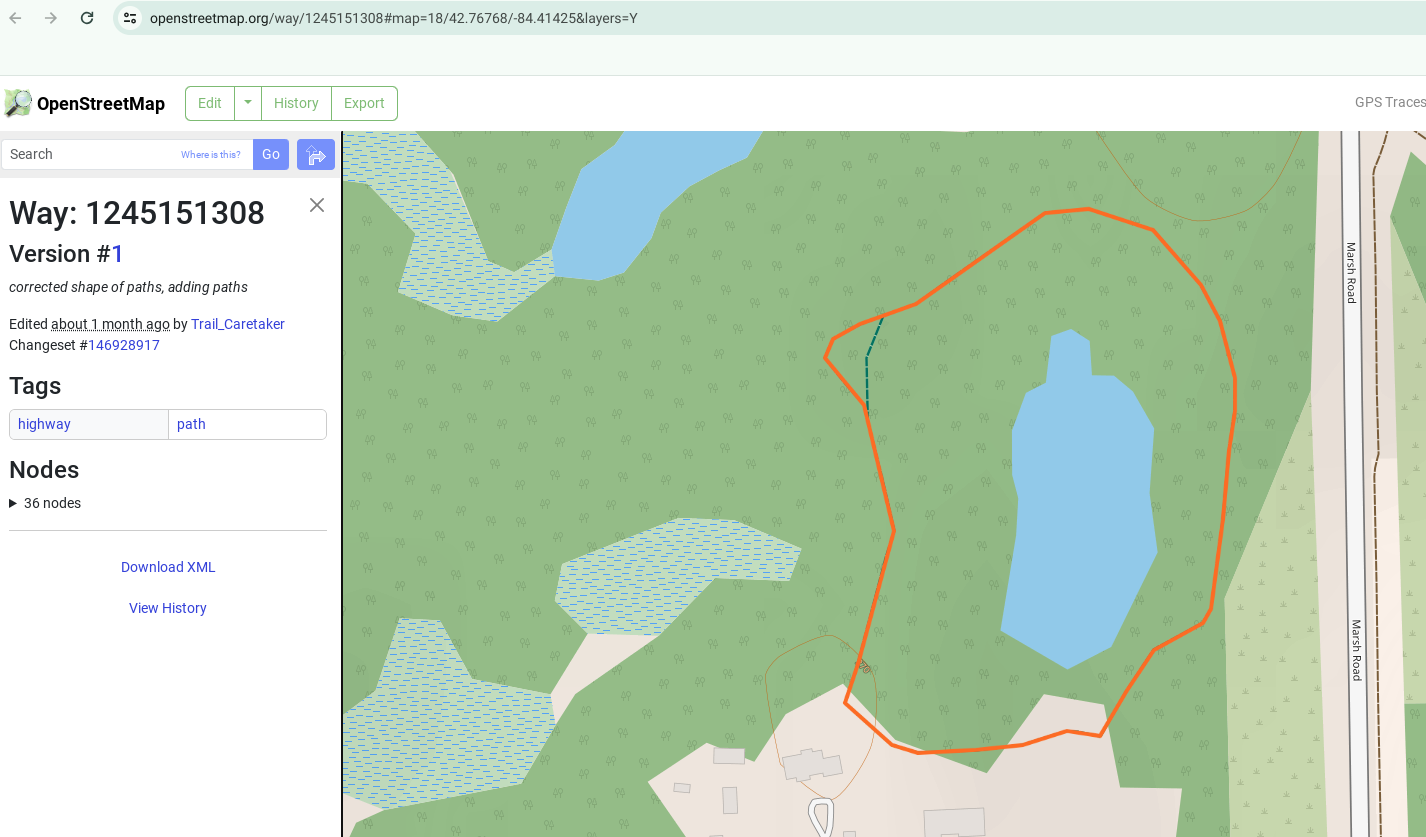 openstreetmap.org/way/1245151308#map=18/42.76768/-84.41425&layers=Y
OpenStreetMap
Edit
History
Export
GPS Traces
Search
Where is this?
Go
Way: 1245151308
Version #1
corrected shape of paths, adding paths
Edited about 1 month ago by Trail_Caretaker
Changeset #146928917
Tags
highway path
Nodes
36 nodes
Download XML
View History
Marsh Road
Marsh Road